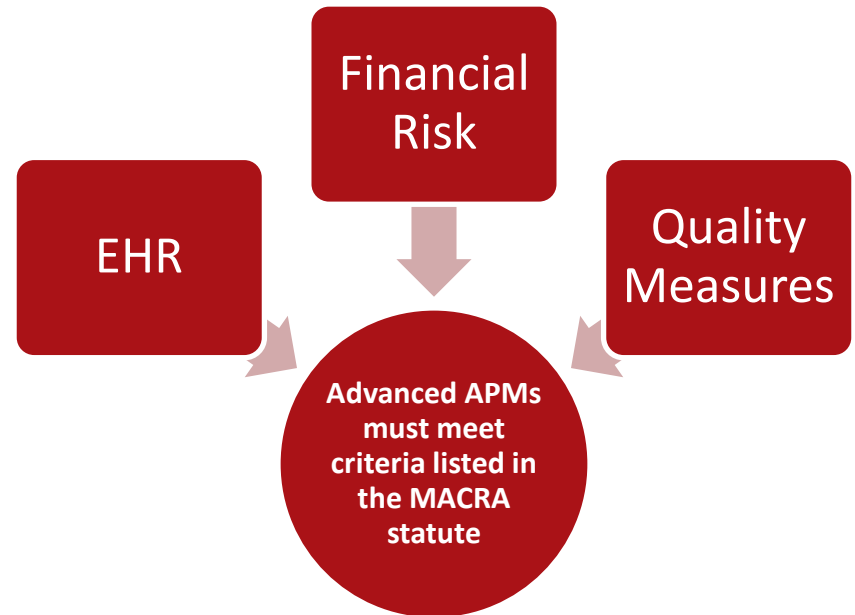 Financial
Risk
EHR
Quality
Measures
Advanced APMs
must meet
criteria listed in
the MACRA
statute